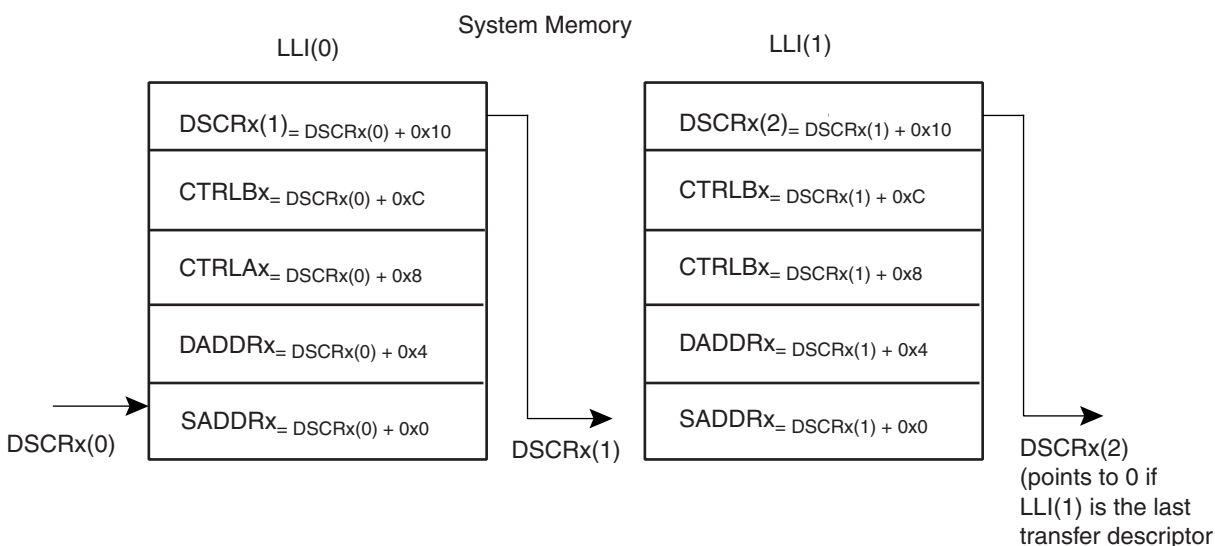 System Memory
LLI(0)
LLI(1)
DSCRx(1)= DSCRx(0) + 0x10
CTRLBx= DSCRx(0) + 0xC
CTRLAx= DSCRx(0) + 0x8
DADDRx= DSCRx(0) + 0x4
SADDRx= DSCRx(0) + 0x0
DSCRx(0)
DSCRx(1)
DSCRx(2)= DSCRx(1) + 0x10
CTRLBx= DSCRx(1) + 0xC
CTRLBx= DSCRx(1) + 0x8
DADDRx= DSCRx(1) + 0x4
SADDRx= DSCRx(1) + 0x0
DSCRx(2)
(points to 0 if
LLI(1) is the last
transfer descriptor